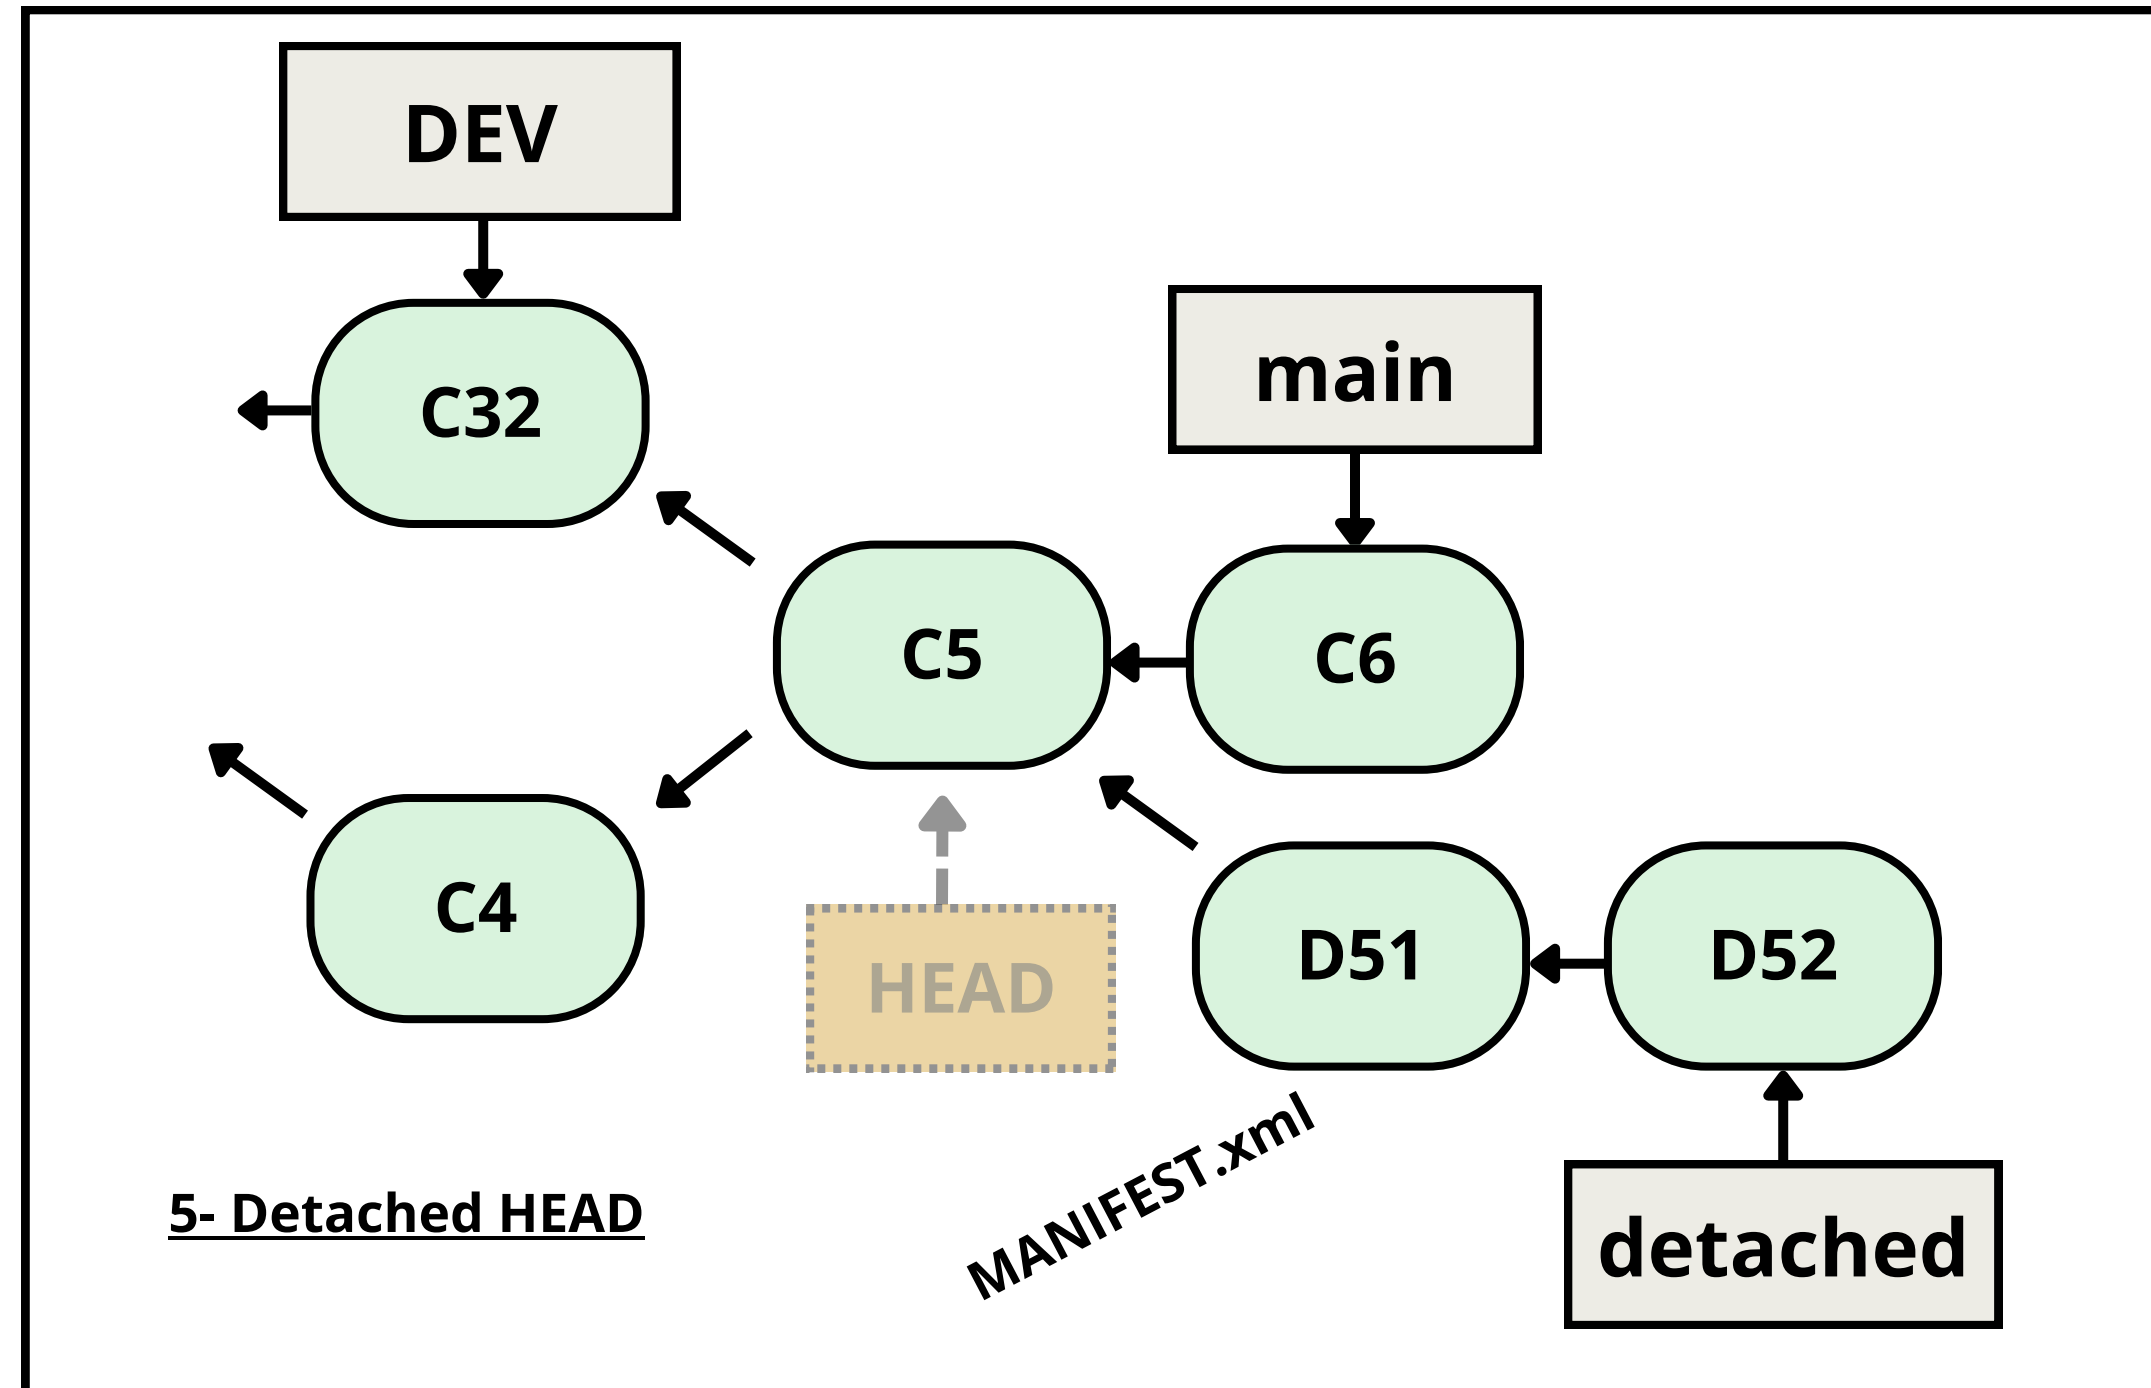 DEV
main
C32
C5
C6
C4
HEAD
D51
D52
MANIFEST.xml
5- Detached HEAD
detached